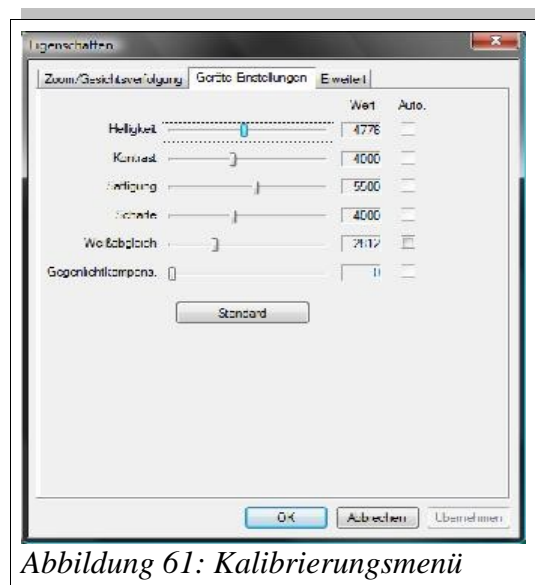 Eigenschaften
Zoom/Gesichtsverfolgung Geräte Einstellungen Erweitert
Wert Auto.
Helligkeit 4776
Kontrast 4000
Sättigung 5500
Schärfe 4000
Weißabgleich 2812
Gegenlichtkompens. 0
Standard
OK Abbrechen Übernehmen
Abbildung 61: Kalibrierungsmenü